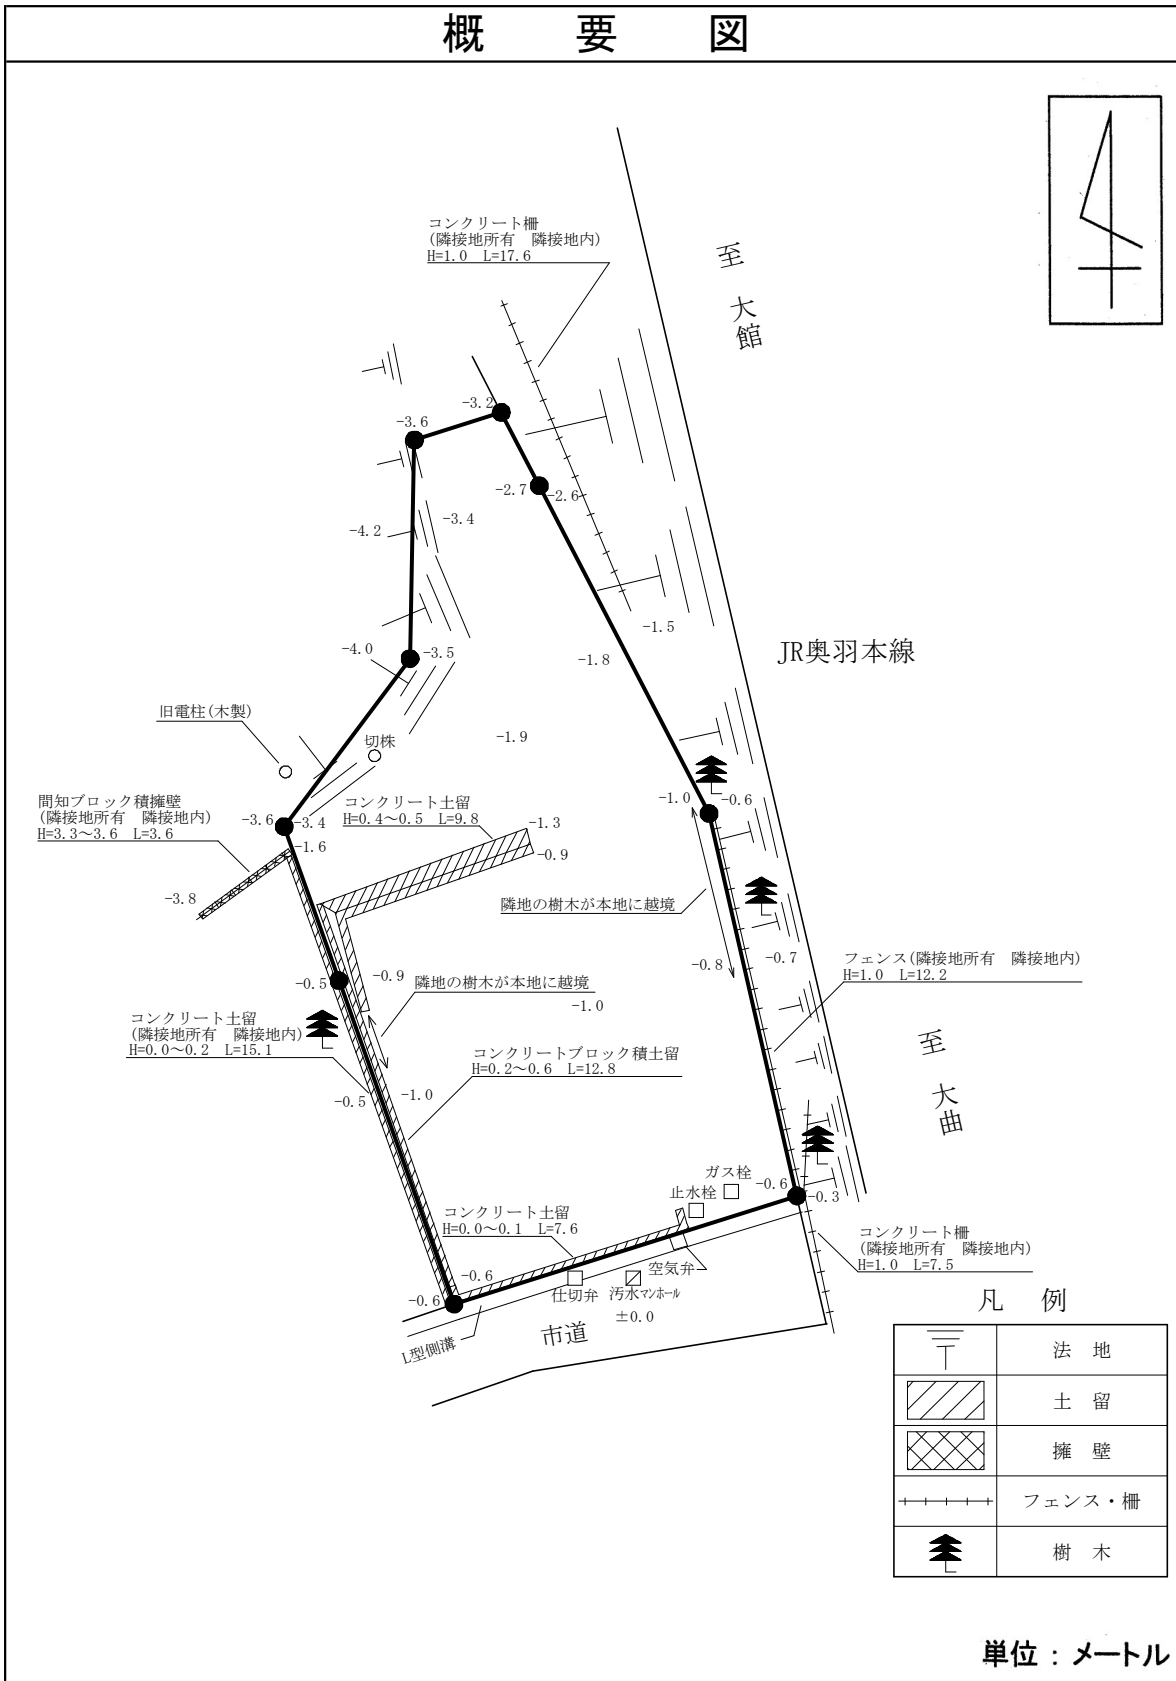 概 要 図
コンクリート柵
(隣接地所有 隣接地内)
H=1.0 L=17.6
至 大館
-3.2
-3.6
-2.7
-2.6
-3.4
-4.2
-1.5
JR奥羽本線
-4.0
-3.5
-1.8
旧電柱(木製)
切株
-1.9
間知ブロック積擁壁
(隣接地所有 隣接地内)
H=3.3～3.6 L=3.6
コンクリート土留
H=0.4～0.5 L=9.8
-1.0
-0.6
-3.6
-3.4
-1.3
-1.6
-0.9
-3.8
隣地の樹木が本地に越境
-0.8
-0.7
フェンス(隣接地所有 隣接地内)
H=1.0 L=12.2
-0.5
-0.9
隣地の樹木が本地に越境
-1.0
コンクリート土留
(隣接地所有 隣接地内)
H=0.0～0.2 L=15.1
コンクリートブロック積土留
H=0.2～0.6 L=12.8
至 大曲
-0.5
-1.0
ガス栓
止水栓
-0.6
-0.3
コンクリート土留
H=0.0～0.1 L=7.6
コンクリート柵
(隣接地所有 隣接地内)
H=1.0 L=7.5
-0.6
空気弁
-0.6
仕切弁
汚水マンホール
±0.0
市道
L型側溝
凡 例
法 地
土 留
擁 壁
フェンス・柵
樹 木
単位：メートル